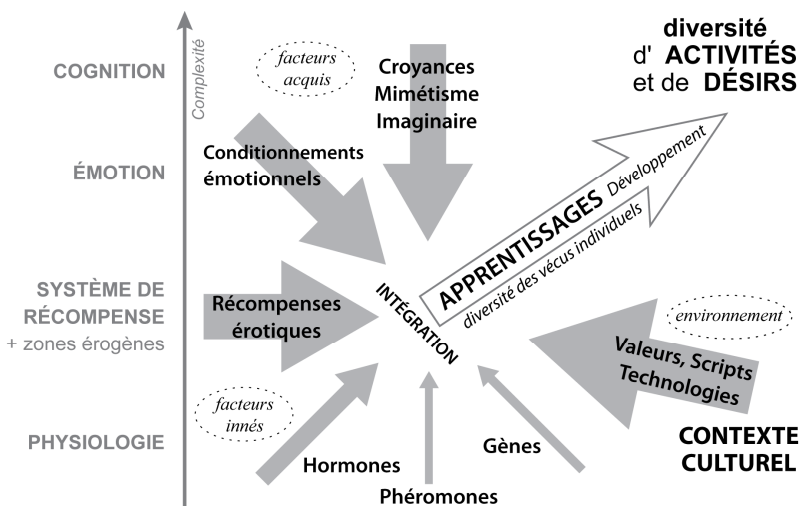 COGNITION
ÉMOTION
SYSTÈME DE
RÉCOMPENSE
+ zones érogènes
PHYSIOLOGIE
Complexité
facteurs
acquis
Croyances
Mimétisme
Imaginaire
Conditionnements
émotionnels
Récompenses
érotiques
facteurs
innés
Hormones
Phéromones
Gènes
INTÉGRATION
APPRENTISSAGES Développement
diversité des vécus individuels
diversité
d' ACTIVITÉS
et de DÉSIRS
environnement
Valeurs, Scripts
Technologies
CONTEXTE
CULTUREL